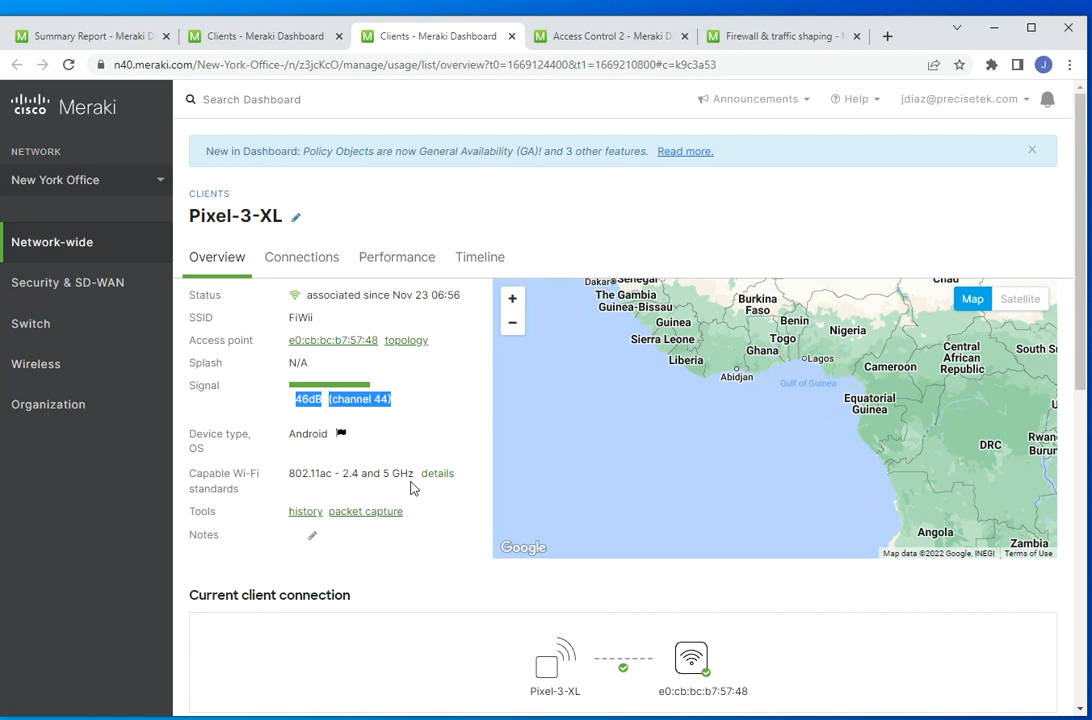 Summary Report - Meraki D
Clients - Meraki Dashboard
Clients - Meraki Dashboard
Access Control 2 - Meraki D
Firewall & traffic shaping -
n40.meraki.com/New-York-Office-/n/z3jcKcO/manage/usage/list/overview?t0=1669124400&t1=1669210800#c=k9c3a53
J
CISCO Meraki
Search Dashboard
Announcements
Help
jdiaz@precisetek.com
NETWORK
New York Office
Network-wide
Security & SD-WAN
Switch
Wireless
Organization
New in Dashboard: Policy Objects are now General Availability (GA)! and 3 other features. Read more.
CLIENTS
Pixel-3-XL
Overview Connections Performance Timeline
Status associated since Nov 23 06:56
SSID FiWii
Access point e0:cb:bc:b7:57:48 topology
Splash N/A
Signal
46dB (channel 44)
Device type, OS Android
Capable Wi-Fi standards 802.11ac - 2.4 and 5 GHz details
Tools history packet capture
Notes
+
−
Map Satellite
Dakar
Senegal
The Gambia
Guinea-Bissau
Guinea
Sierra Leone
Liberia
Burkina Faso
Benin
Togo
Ghana
Abidjan
Lagos
Nigeria
Chad
Central African Republic
South S
Cameroon
Gulf of Guinea
Equatorial Guinea
DRC
Rwan
Burun
Angola
Zambia
Google
Map data ©2022 Google, INEGI Terms of Use
Current client connection
Pixel-3-XL
e0:cb:bc:b7:57:48